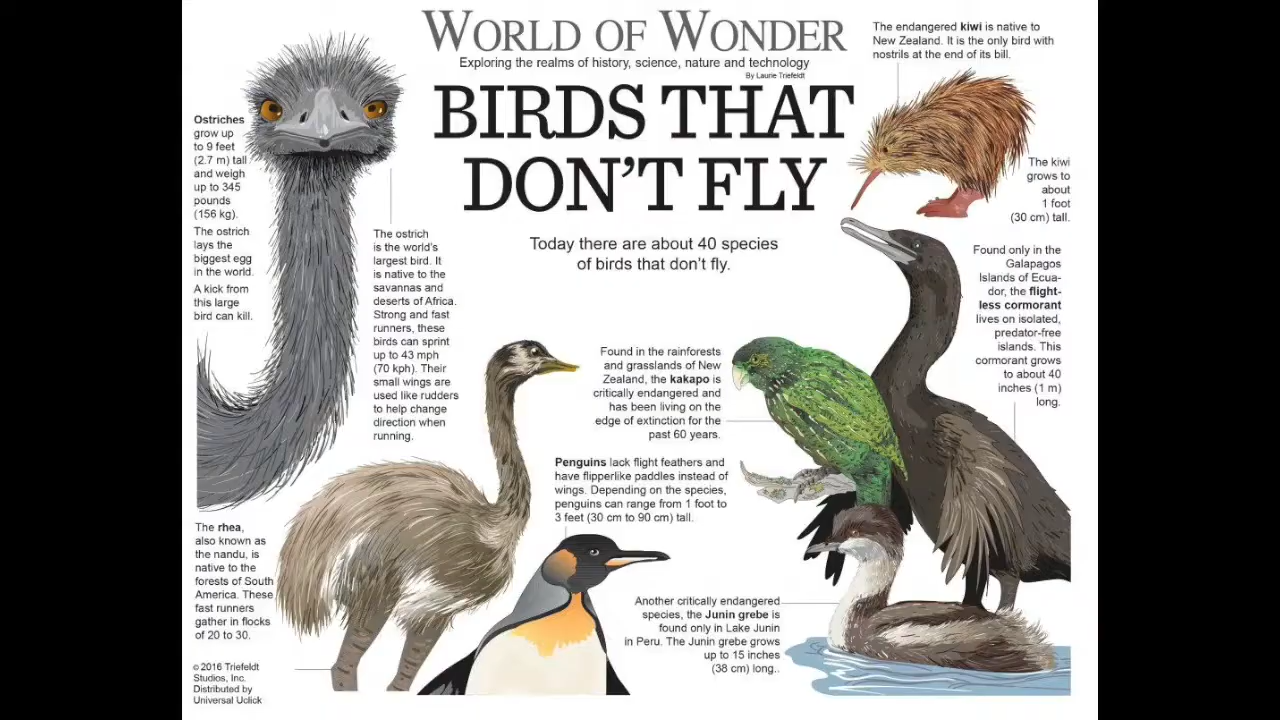 WORLD OF WONDER
Exploring the realms of history, science, nature and technology
By Laurie Triefeldt
BIRDS THAT
DON'T FLY
Today there are about 40 species
of birds that don't fly.
Ostriches
grow up
to 9 feet
(2.7 m) tall
and weigh
up to 345
pounds
(156 kg).
The ostrich
lays the
biggest egg
in the world.
A kick from
this large
bird can kill.
The ostrich
is the world's
largest bird. It
is native to the
savannas and
deserts of Africa.
Strong and fast
runners, these
birds can sprint
up to 43 mph
(70 kph). Their
small wings are
used like rudders
to help change
direction when
running.
The endangered kiwi is native to
New Zealand. It is the only bird with
nostrils at the end of its bill.
The kiwi
grows to
about
1 foot
(30 cm) tall.
Found only in the
Galapagos
Islands of Ecua-
dor, the flight-
less cormorant
lives on isolated,
predator-free
islands. This
cormorant grows
to about 40
inches (1 m)
long.
Found in the rainforests
and grasslands of New
Zealand, the kakapo is
critically endangered and
has been living on the
edge of extinction for the
past 60 years.
Penguins lack flight feathers and
have flipperlike paddles instead of
wings. Depending on the species,
penguins can range from 1 foot to
3 feet (30 cm to 90 cm) tall.
The rhea,
also known as
the nandu, is
native to the
forests of South
America. These
fast runners
gather in flocks
of 20 to 30.
Another critically endangered
species, the Junin grebe is
found only in Lake Junin
in Peru. The Junin grebe grows
up to 15 inches
(38 cm) long..
© 2016 Triefeldt
Studios, Inc.
Distributed by
Universal Uclick